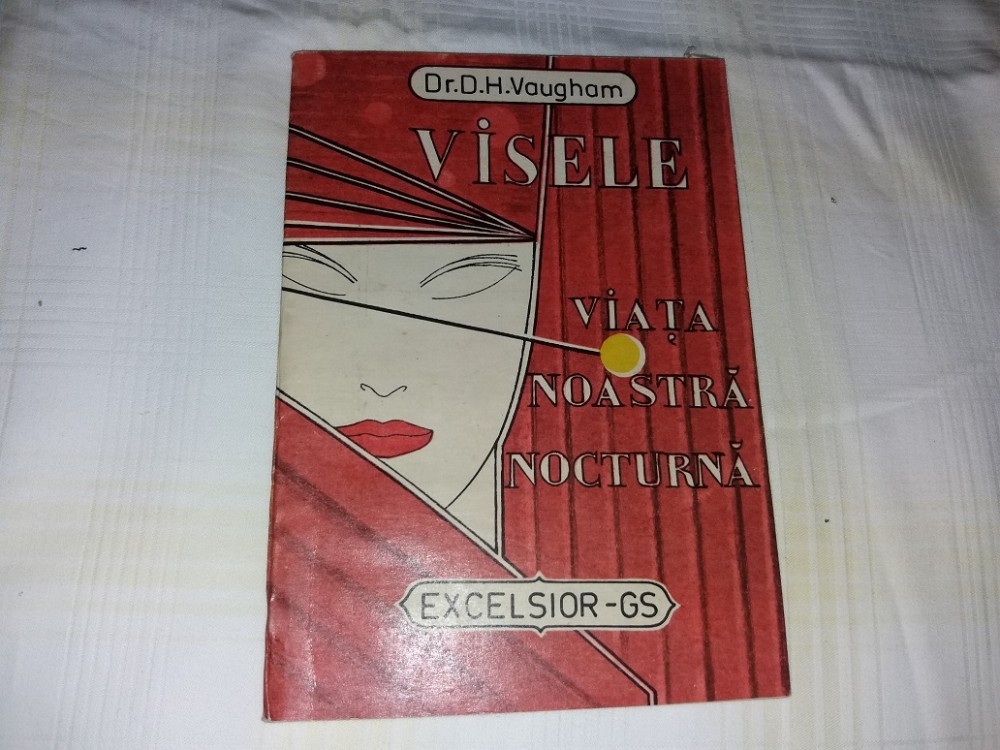 Dr.D.H.Vaugham
VISELE
VIAȚA
NOASTRĂ
NOCTURNĂ
EXCELSIOR-GS